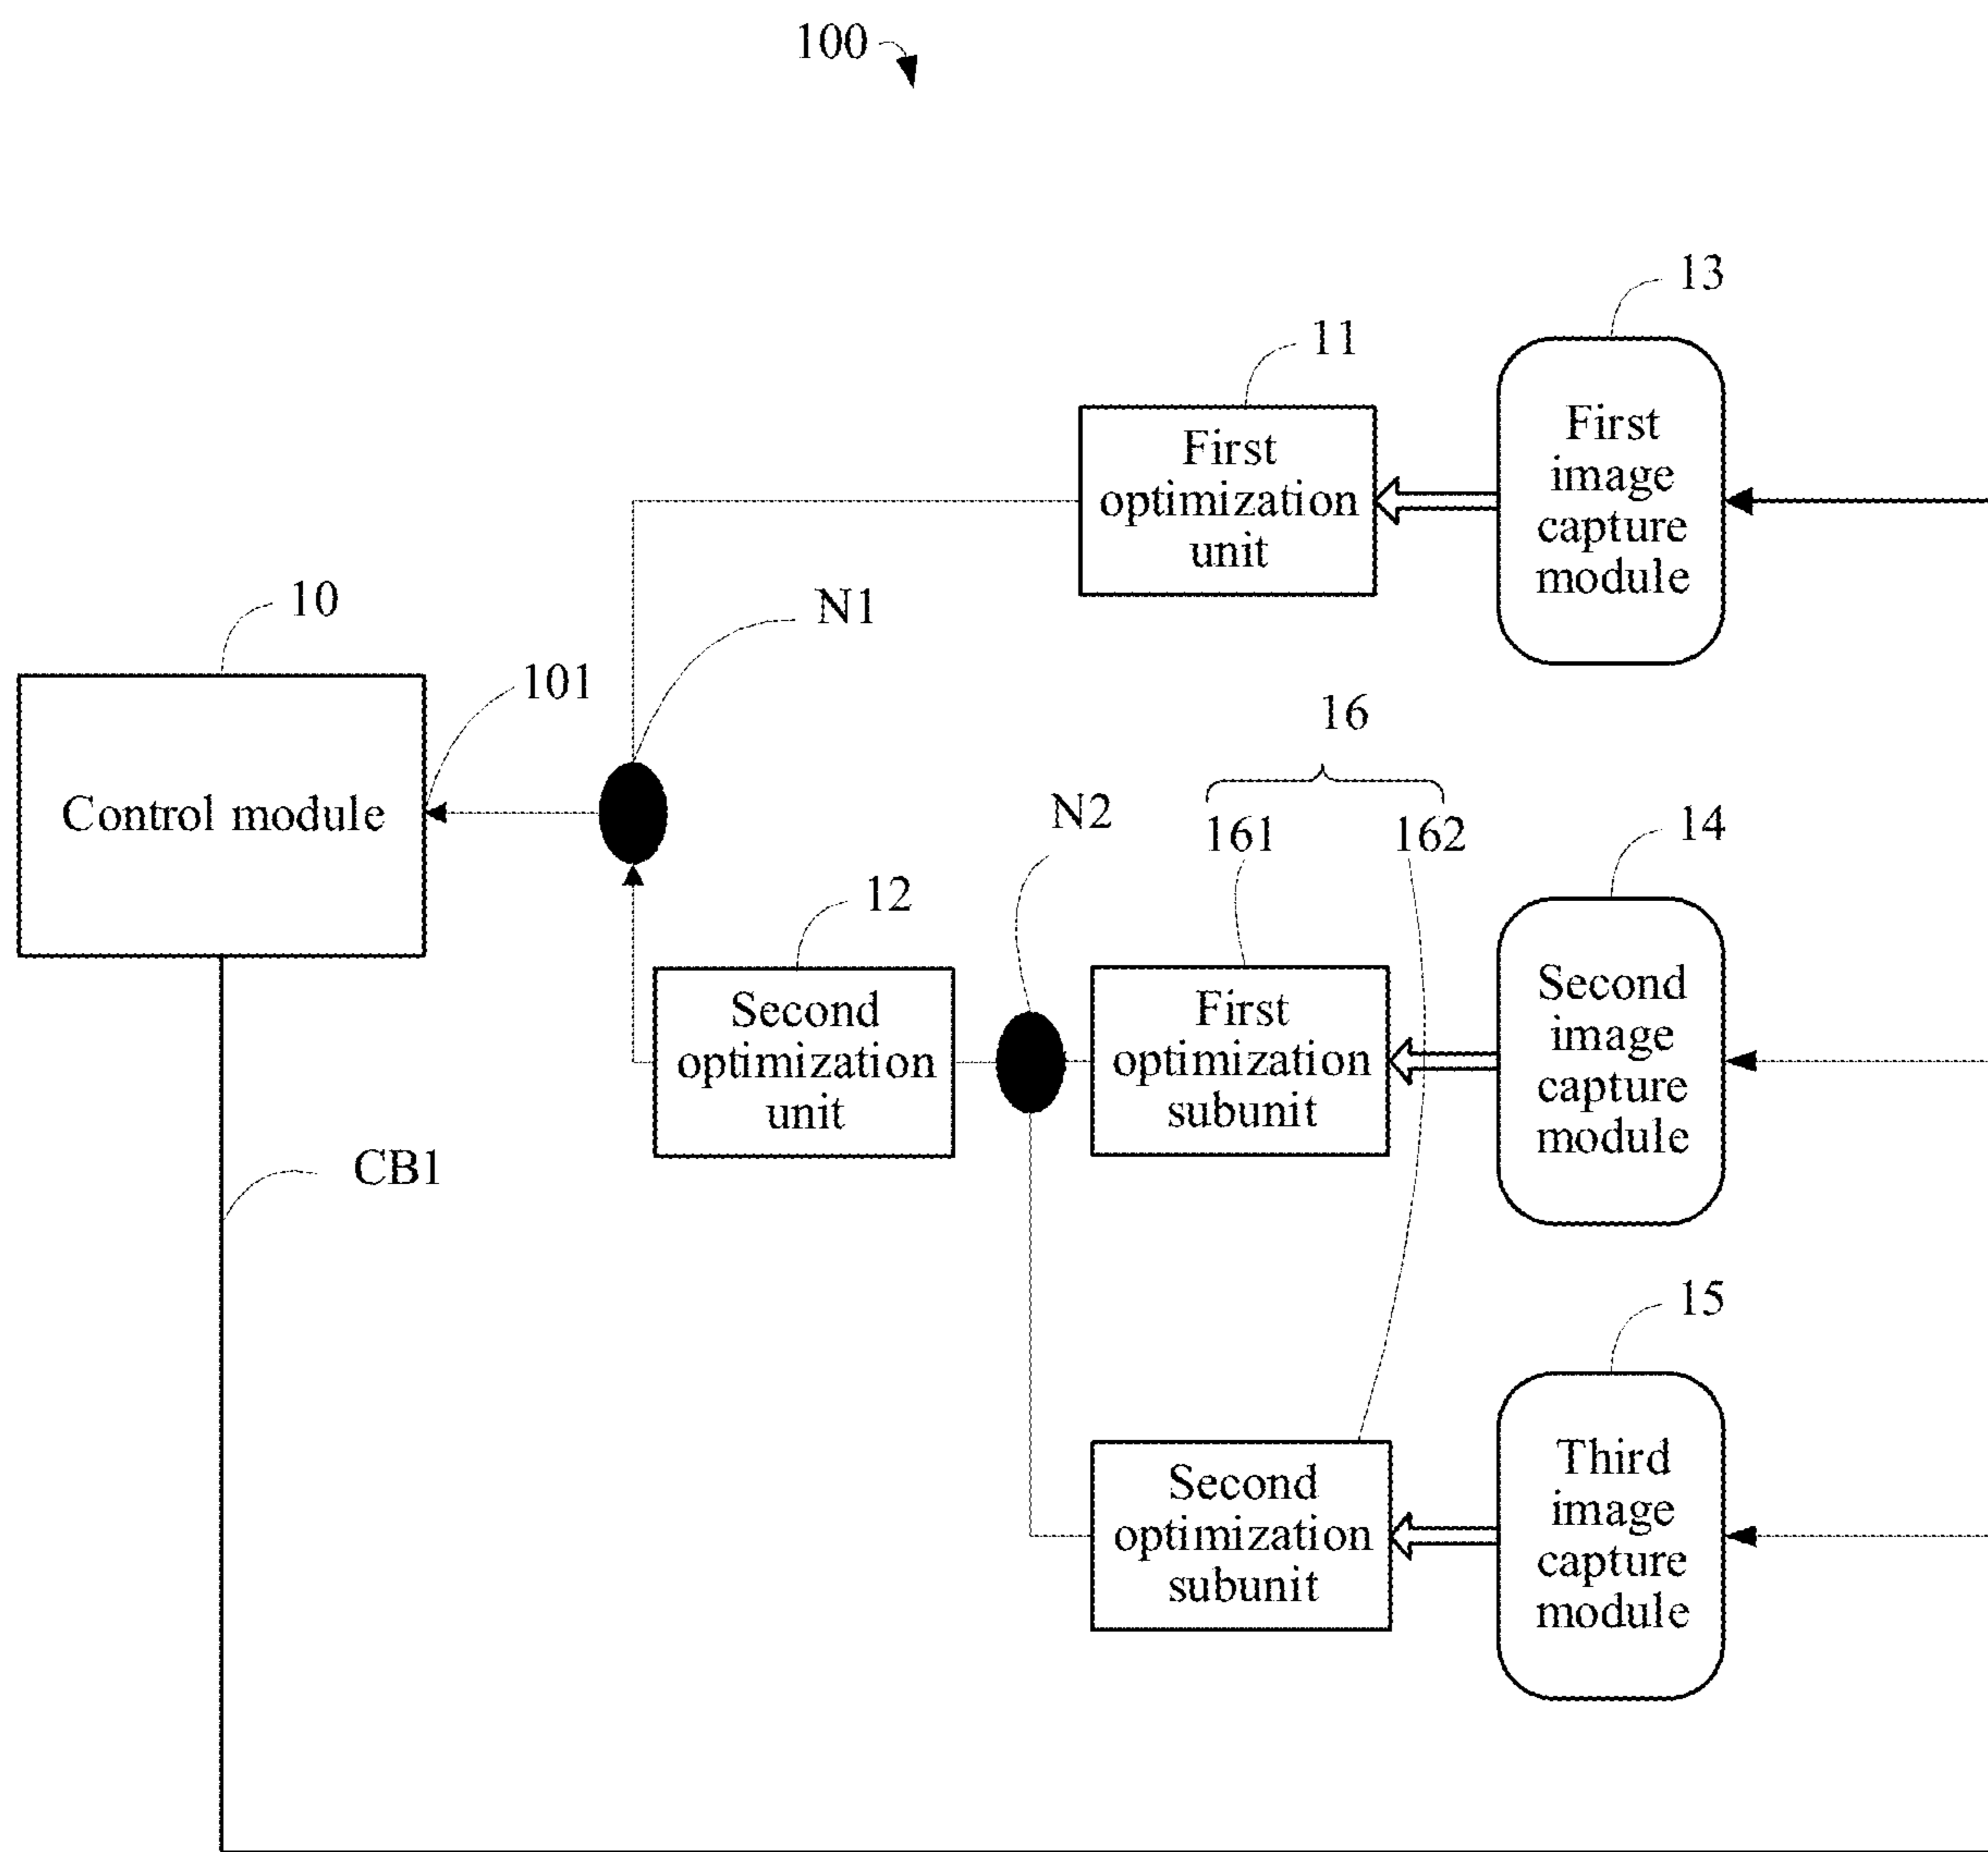 100
13
First
image
capture
module
11
First
optimization
unit
10
N1
101
Control module
16
161
162
N2
14
12
Second
optimization
unit
First
optimization
subunit
Second
image
capture
module
CB1
15
Second
optimization
subunit
Third
image
capture
module